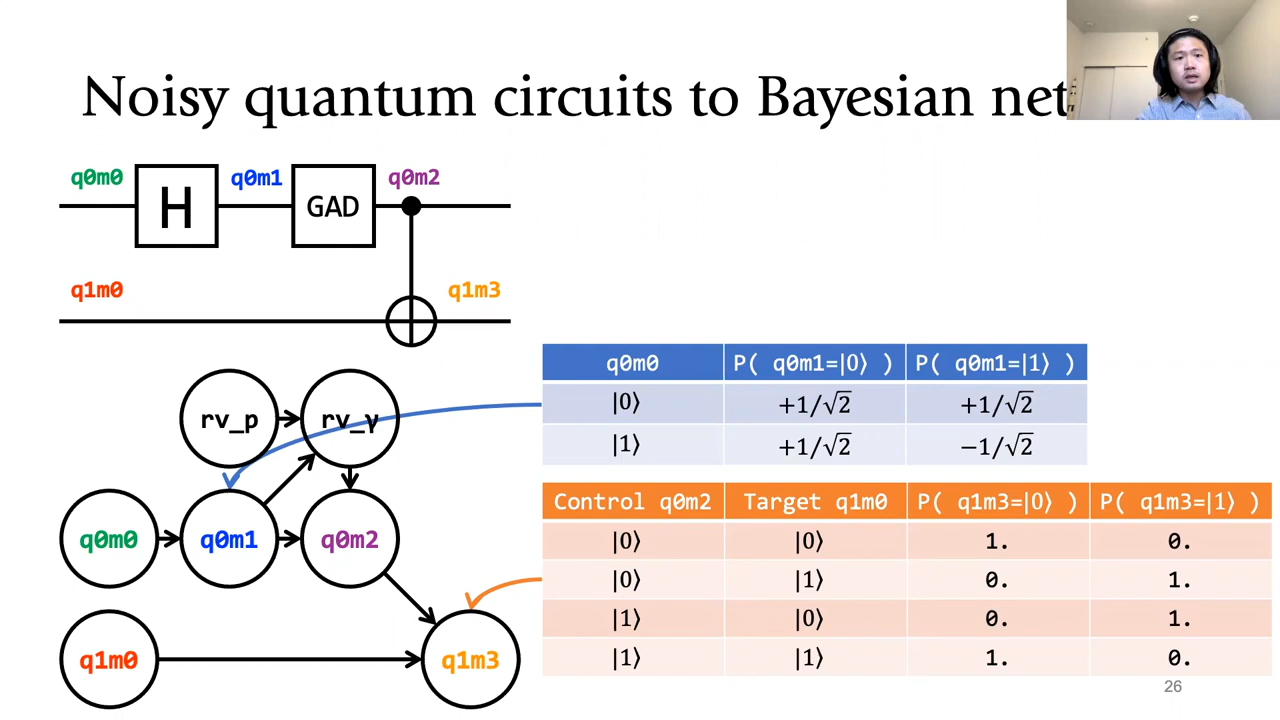 Noisy quantum circuits to Bayesian net
q0m0
H
q0m1
GAD
q0m2
q1m0
q1m3
rv_p
rv_γ
q0m0
q0m1
q0m2
q1m0
q1m3
q0m0 P( q0m1=|0⟩ ) P( q0m1=|1⟩ )
|0⟩ +1/√2 +1/√2
|1⟩ +1/√2 −1/√2
Control q0m2 Target q1m0 P( q1m3=|0⟩ ) P( q1m3=|1⟩ )
|0⟩ |0⟩ 1. 0.
|0⟩ |1⟩ 0. 1.
|1⟩ |0⟩ 0. 1.
|1⟩ |1⟩ 1. 0.
26